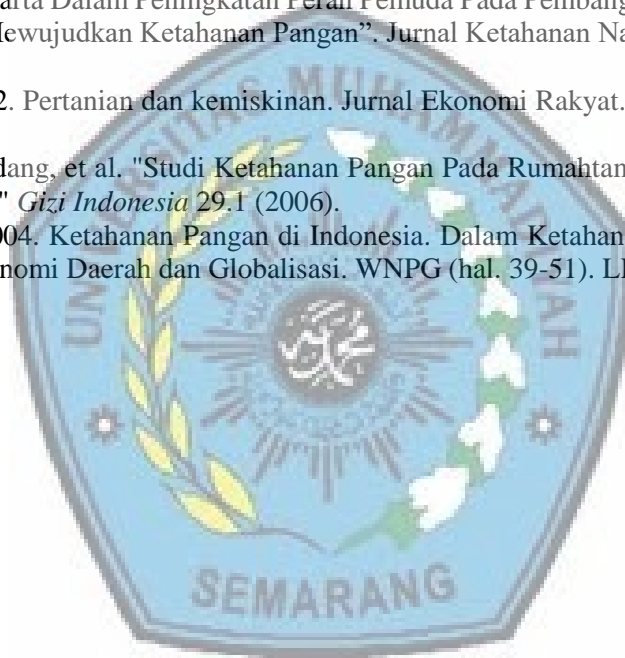 arta Dalam Peningkatan Peran Pemuda Pada Pembang
Mewujudkan Ketahanan Pangan”. Jurnal Ketahanan Na
2. Pertanian dan kemiskinan. Jurnal Ekonomi Rakyat.
dang, et al. "Studi Ketahanan Pangan Pada Rumahtan
" Gizi Indonesia 29.1 (2006).
004. Ketahanan Pangan di Indonesia. Dalam Ketahan
nomi Daerah dan Globalisasi. WNPG (hal. 39-51). LI
UNIVERSITAS MUHAMMADIYAH
SEMARANG